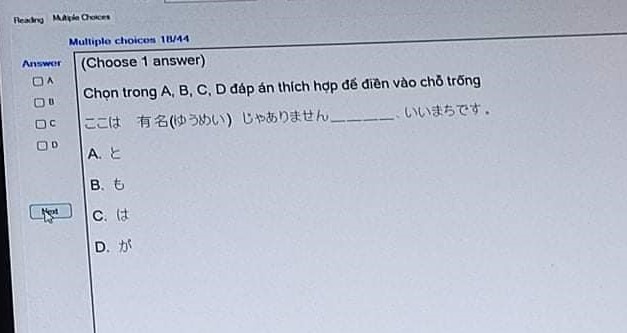 Reading Multiple Choices
Multiple choices 18/44
Answer
(Choose 1 answer)
A
Chọn trong A, B, C, D đáp án thích hợp để điền vào chỗ trống
B
C
ここは 有名(ゆうめい) じゃありません______、いいまちです。
D
A. と
B. も
Next
C. は
D. が